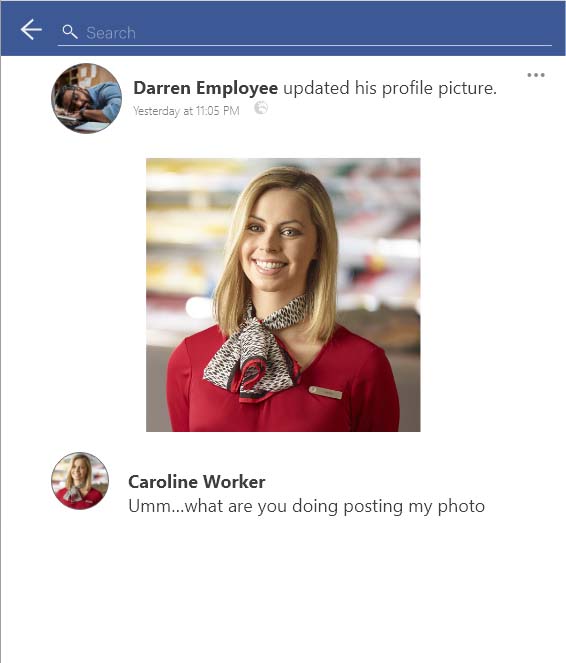 Search
Darren Employee updated his profile picture.
Yesterday at 11:05 PM
Caroline Worker
Umm...what are you doing posting my photo